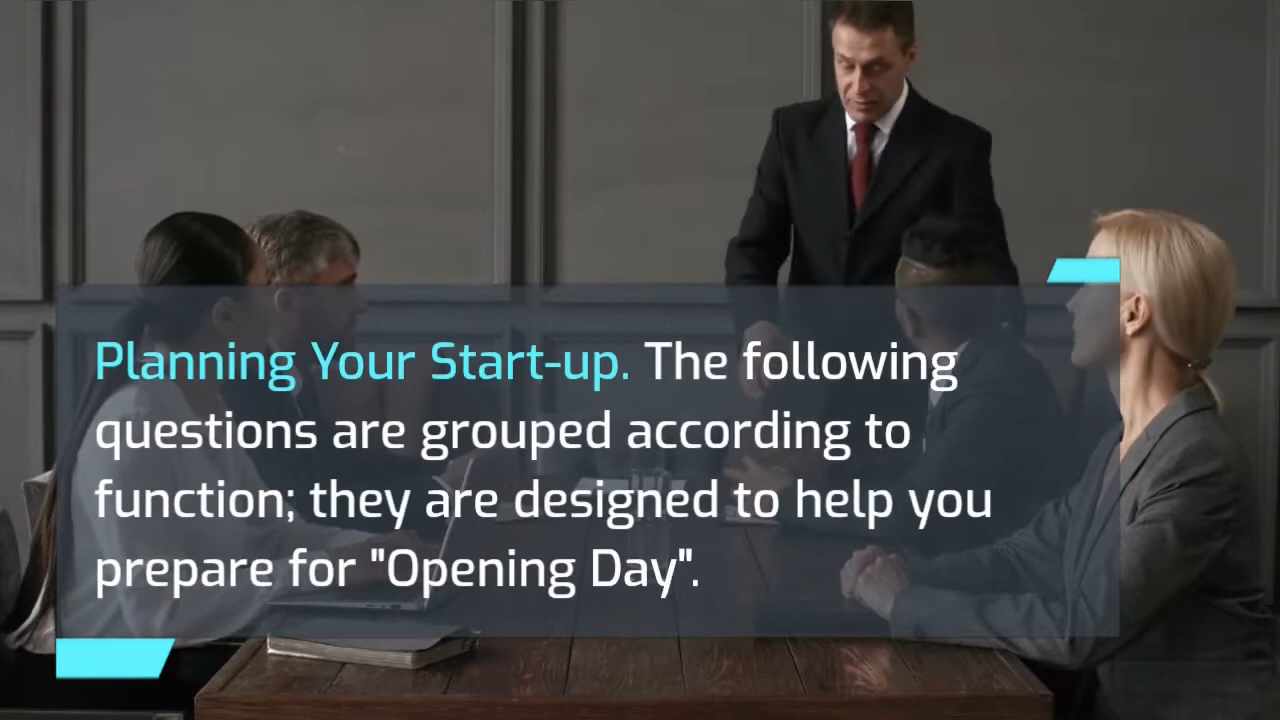 Planning Your Start-up. The following
questions are grouped according to
function; they are designed to help you
prepare for "Opening Day".